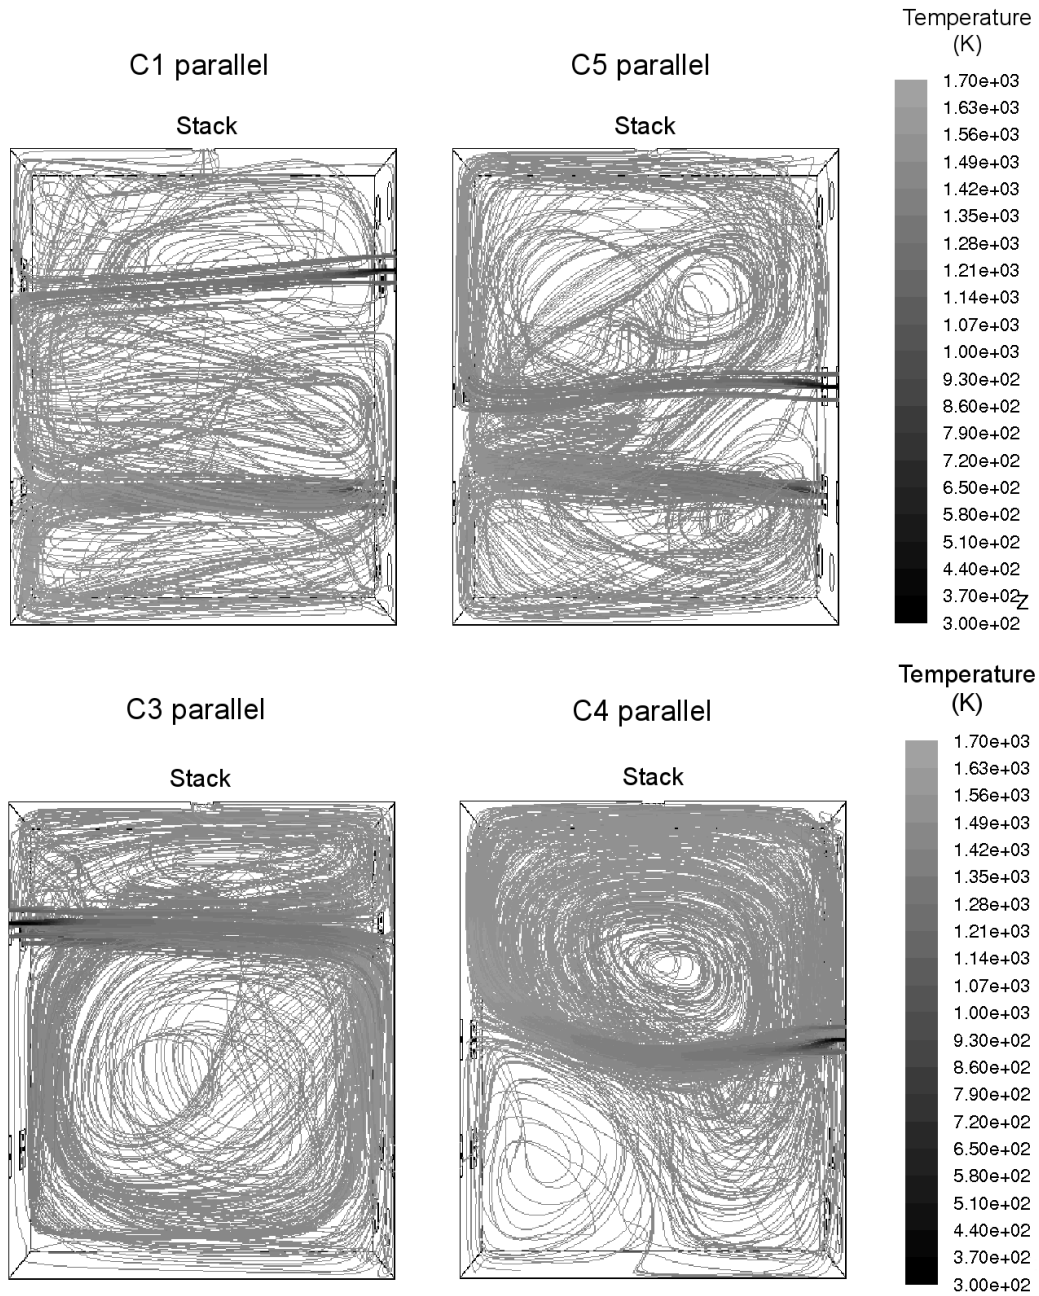 Temperature
(K)
C1 parallel
C5 parallel
Stack
Stack
1.70e+03
1.63e+03
1.56e+03
1.49e+03
1.42e+03
1.35e+03
1.28e+03
1.21e+03
1.14e+03
1.07e+03
1.00e+03
9.30e+02
8.60e+02
7.90e+02
7.20e+02
6.50e+02
5.80e+02
5.10e+02
4.40e+02
3.70e+02
Z
3.00e+02
Temperature
(K)
C3 parallel
C4 parallel
Stack
Stack
1.70e+03
1.63e+03
1.56e+03
1.49e+03
1.42e+03
1.35e+03
1.28e+03
1.21e+03
1.14e+03
1.07e+03
1.00e+03
9.30e+02
8.60e+02
7.90e+02
7.20e+02
6.50e+02
5.80e+02
5.10e+02
4.40e+02
3.70e+02
3.00e+02